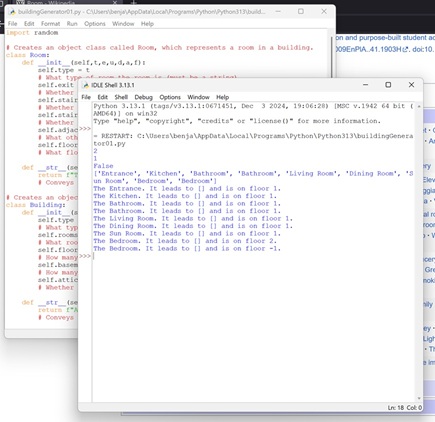 Room - Wikipedia
buildingGenerator01.py - C:\Users\benja\AppData\Local\Programs\Python\Python313\build...
File Edit Format Run Options Window Help
import random
# Creates an object class called Room, which represents a room in a building.
class Room:
def __init__(self,t,e,u,d,a,f):
self.type = t
# What type of room the room is (must be a string)
self.exit
# Whether
self.stair
# Whether
self.stair
# Whether
self.adjac
# What oth
self.floor
# What flo
def __str__(se
return f"T
# Conveys
# Creates an objec
class Building:
def __init__(s
self.type
# What typ
self.rooms
# What roo
self.floor
# How many
# How many
self.basem
# Whether
self.attic
# Whether
def __str__(se
return f"A
# Conveys
IDLE Shell 3.13.1
File Edit Shell Debug Options Window Help
Python 3.13.1 (tags/v3.13.1:0671451, Dec 3 2024, 19:06:28) [MSC v.1942 64 bit (
AMD64)] on win32
Type "help", "copyright", "credits" or "license()" for more information.
>>>
= RESTART: C:\Users\benja\AppData\Local\Programs\Python\Python313\buildingGenera
tor01.py
2
1
False
['Entrance', 'Kitchen', 'Bathroom', 'Bathroom', 'Living Room', 'Dining Room', 'S
un Room', 'Bedroom', 'Bedroom']
The Entrance. It leads to [] and is on floor 1.
The Kitchen. It leads to [] and is on floor 1.
The Bathroom. It leads to [] and is on floor 1.
The Bathroom. It leads to [] and is on floor 1.
The Living Room. It leads to [] and is on floor 1.
The Dining Room. It leads to [] and is on floor 1.
The Sun Room. It leads to [] and is on floor 1.
The Bedroom. It leads to [] and is on floor 2.
The Bedroom. It leads to [] and is on floor -1.
>>>
Ln: 18 Col: 0
on and purpose-built student ac
009EnPlA..41.1903H. doi:10.